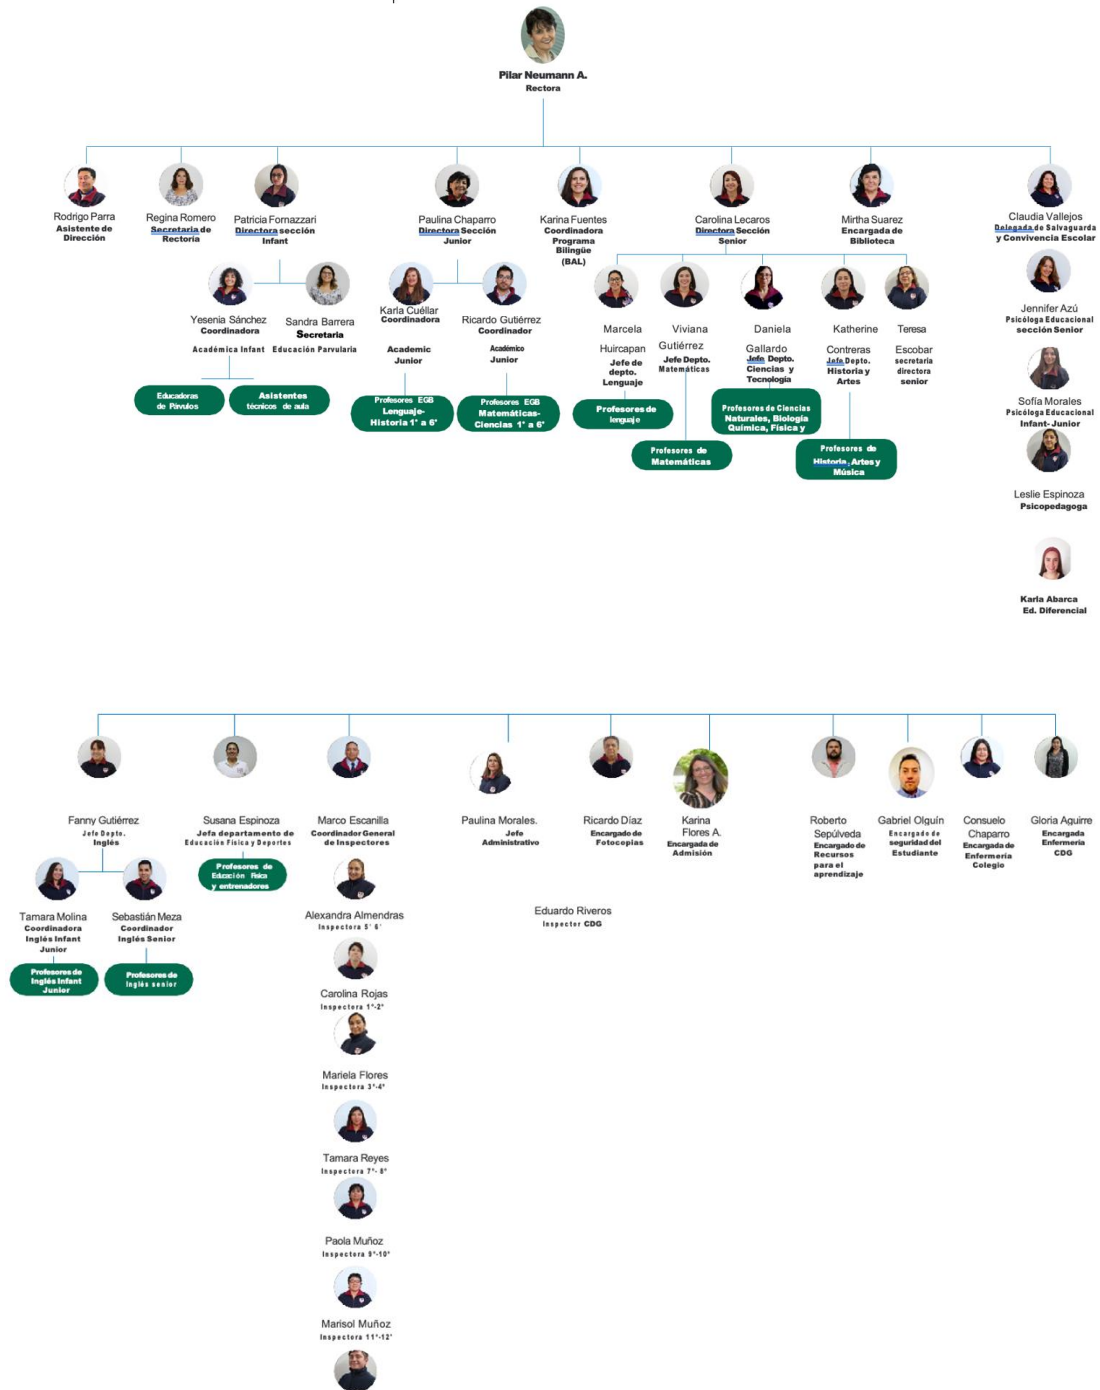 Pilar Neumann A.
Rectora
Rodrigo Parra
Asistente de
Dirección
Regina Romero
Secretaria de
Rectoría
Patricia Fornazzari
Directora sección
Infant
Paulina Chaparro
Directora Sección
Junior
Karina Fuentes
Coordinadora
Programa
Bilingüe
(BAL)
Carolina Lecaros
Directora Sección
Senior
Mirtha Suarez
Encargada de
Biblioteca
Claudia Vallejos
Delegada de Salvaguarda
y Convivencia Escolar
Yesenia Sánchez
Coordinadora
Académica Infant
Sandra Barrera
Secretaria
Educación Parvularia
Karla Cuéllar
Coordinadora
Academic
Junior
Ricardo Gutiérrez
Coordinador
Académico
Junior
Marcela
Huircapan
Jefe de
depto.
Lenguaje
Viviana
Gutiérrez
Jefe Depto.
Matemáticas
Daniela
Gallardo
Jefe Depto.
Ciencias y
Tecnología
Katherine
Contreras
Jefe Depto.
Historia y
Artes
Teresa
Escobar
secretaria
directora
senior
Jennifer Azú
Psicóloga Educacional
sección Senior
Sofía Morales
Psicóloga Educacional
Infant- Junior
Leslie Espinoza
Psicopedagoga
Karla Abarca
Ed. Diferencial
Educadoras
de Párvulos
Asistentes
técnicos de aula
Profesores EGB
Lenguaje-
Historia 1° a 6°
Profesores EGB
Matemáticas-
Ciencias 1° a 6°
Profesores de
lenguaje
Profesores de
Matemáticas
Profesores de Ciencias
Naturales, Biología
Química, Física y
Profesores de
Historia, Artes y
Música
Fanny Gutiérrez
Jefe Depto.
Inglés
Susana Espinoza
Jefa departamento de
Educación Física y Deportes
Profesores de
Educación Física
y entrenadores
Marco Escanilla
Coordinador General
de Inspectores
Paulina Morales.
Jefe
Administrativo
Ricardo Díaz
Encargado de
Fotocopias
Karina
Flores A.
Encargada de
Admisión
Roberto
Sepúlveda
Encargado de
Recursos
para el
aprendizaje
Gabriel Olguín
Encargado de
seguridad del
Estudiante
Consuelo
Chaparro
Encargada de
Enfermería
Colegio
Gloria Aguirre
Encargada
Enfermería
CDG
Tamara Molina
Coordinadora
Inglés Infant
Junior
Profesores de
Inglés Infant
Junior
Sebastián Meza
Coordinador
Inglés Senior
Profesores de
Inglés senior
Alexandra Almendras
Inspectora 5° 6°
Eduardo Riveros
Inspector CDG
Carolina Rojas
Inspectora 1°-2°
Mariela Flores
Inspectora 3°-4°
Tamara Reyes
Inspectora 7°- 8°
Paola Muñoz
Inspectora 9°-10°
Marisol Muñoz
Inspectora 11°-12°